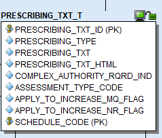 PRESCRIBING_TXT_T
PRESCRIBING_TXT_ID (PK)
PRESCRIBING_TYPE
PRESCRIBING_TXT
PRESCRIBING_TXT_HTML
COMPLEX_AUTHORITY_RQRD_IND
ASSESSMENT_TYPE_CODE
APPLY_TO_INCREASE_MQ_FLAG
APPLY_TO_INCREASE_NR_FLAG
SCHEDULE_CODE (PK)